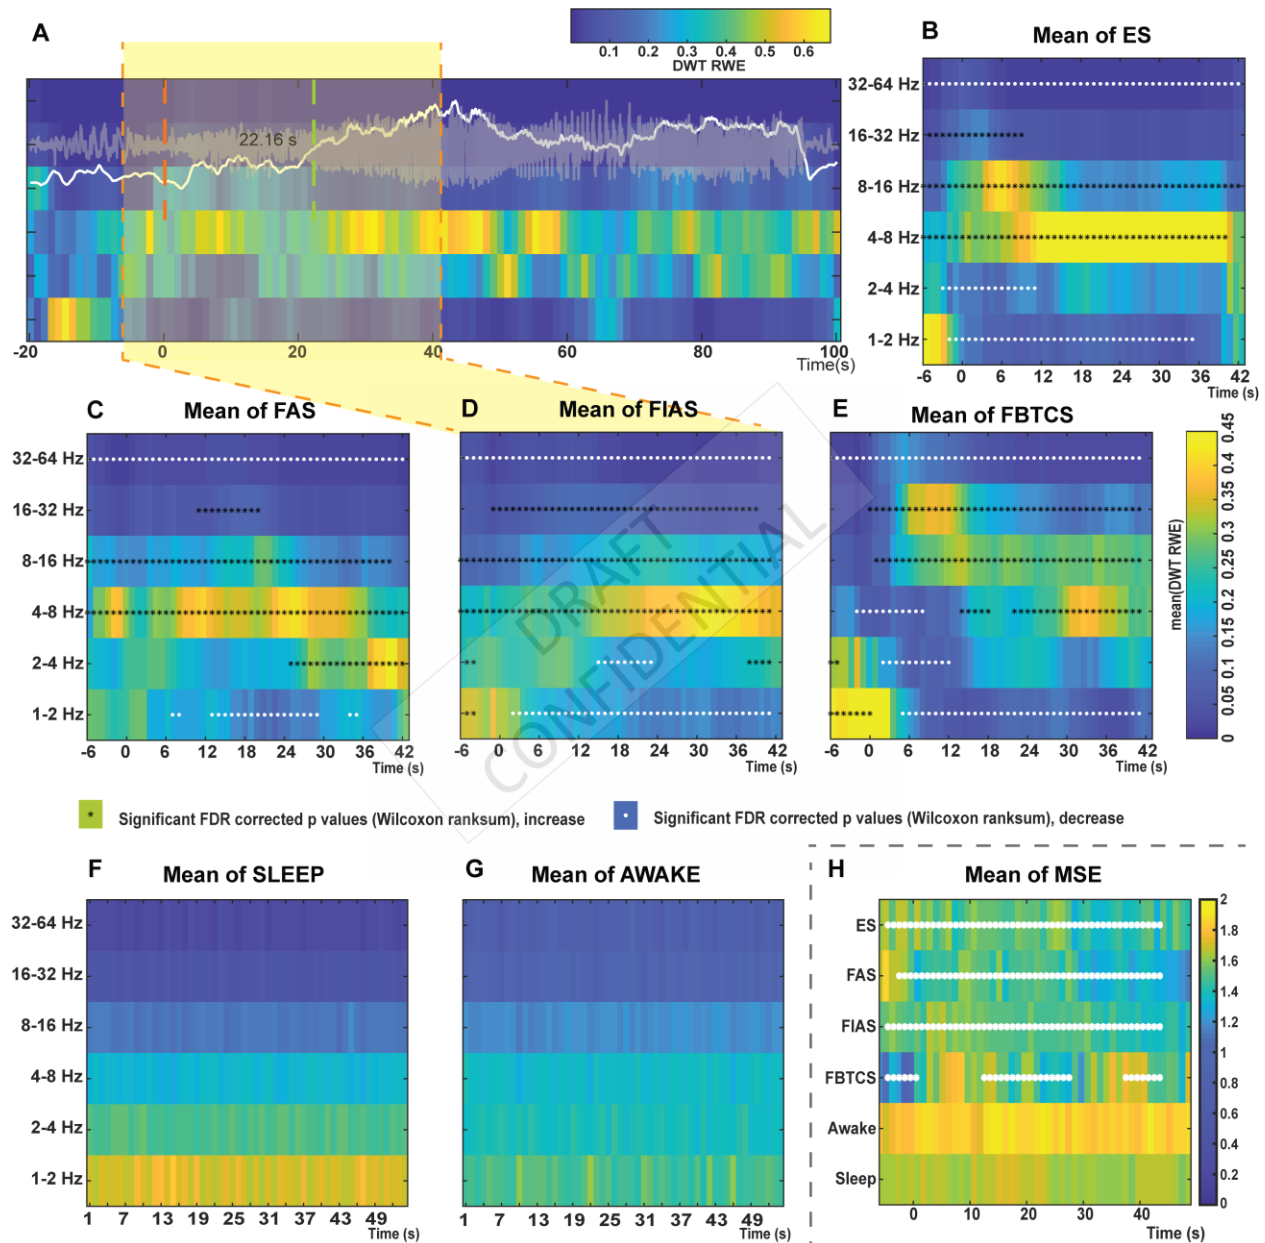 A
0.1 0.2 0.3 0.4 0.5 0.6
DWT RWE
22.16 s
-20 0 20 40 60 80 100
Time(s)
B
Mean of ES
32-64 Hz
16-32 Hz
8-16 Hz
4-8 Hz
2-4 Hz
1-2 Hz
-6 0 6 12 18 24 30 36 42
Time (s)
C
Mean of FAS
32-64 Hz
16-32 Hz
8-16 Hz
4-8 Hz
2-4 Hz
1-2 Hz
-6 0 6 12 18 24 30 36 42
Time (s)
D
Mean of FIAS
-6 0 6 12 18 24 30 36 42
Time (s)
E
Mean of FBTCS
-6 0 6 12 18 24 30 36 42
Time (s)
0.45
0.4
0.35
0.3
0.25
0.2
0.15
0.1
0.05
0
mean(DWT RWE)
DRAFT
CONFIDENTIAL
Significant FDR corrected p values (Wilcoxon ranksum), increase
Significant FDR corrected p values (Wilcoxon ranksum), decrease
F
Mean of SLEEP
32-64 Hz
16-32 Hz
8-16 Hz
4-8 Hz
2-4 Hz
1-2 Hz
1 7 13 19 25 31 37 43 49
Time (s)
G
Mean of AWAKE
1 7 13 19 25 31 37 43 49
Time (s)
H
Mean of MSE
ES
FAS
FIAS
FBTCS
Awake
Sleep
0 10 20 30 40
Time (s)
2
1.8
1.6
1.4
1.2
1
0.8
0.6
0.4
0.2
0